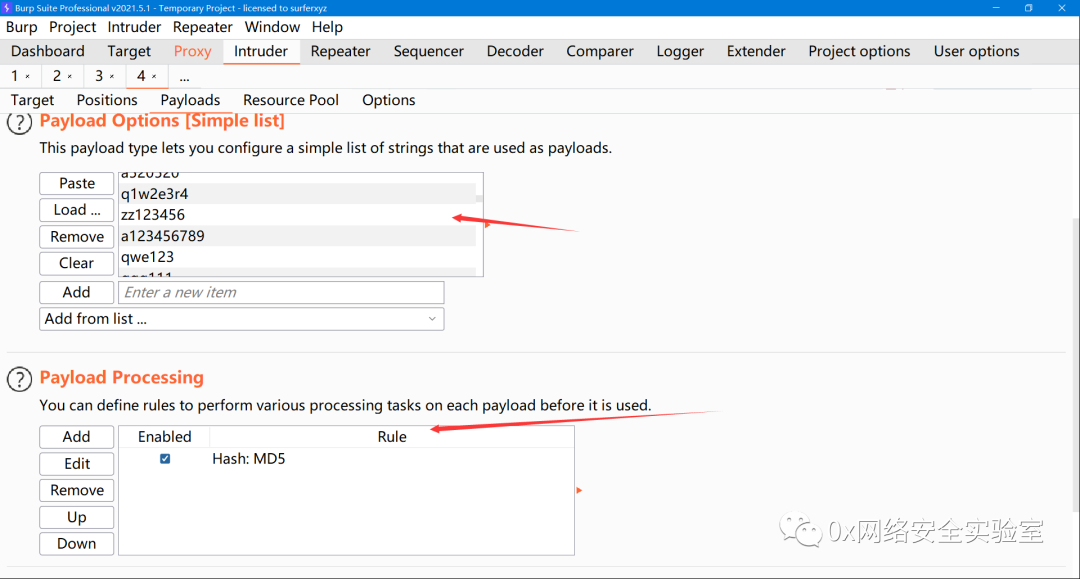 Burp Suite Professional v2021.5.1 - Temporary Project - licensed to surferxyz
Burp Project Intruder Repeater Window Help
Dashboard Target Proxy Intruder Repeater Sequencer Decoder Comparer Logger Extender Project options User options
1 × 2 × 3 × 4 × ...
Target Positions Payloads Resource Pool Options
? Payload Options [Simple list]
This payload type lets you configure a simple list of strings that are used as payloads.
Paste a520520
Load ... q1w2e3r4
zz123456
Remove a123456789
Clear qwe123
Add Enter a new item
Add from list ...
? Payload Processing
You can define rules to perform various processing tasks on each payload before it is used.
Add Enabled Rule
Edit Hash: MD5
Remove
Up
Down
0x网络安全实验室